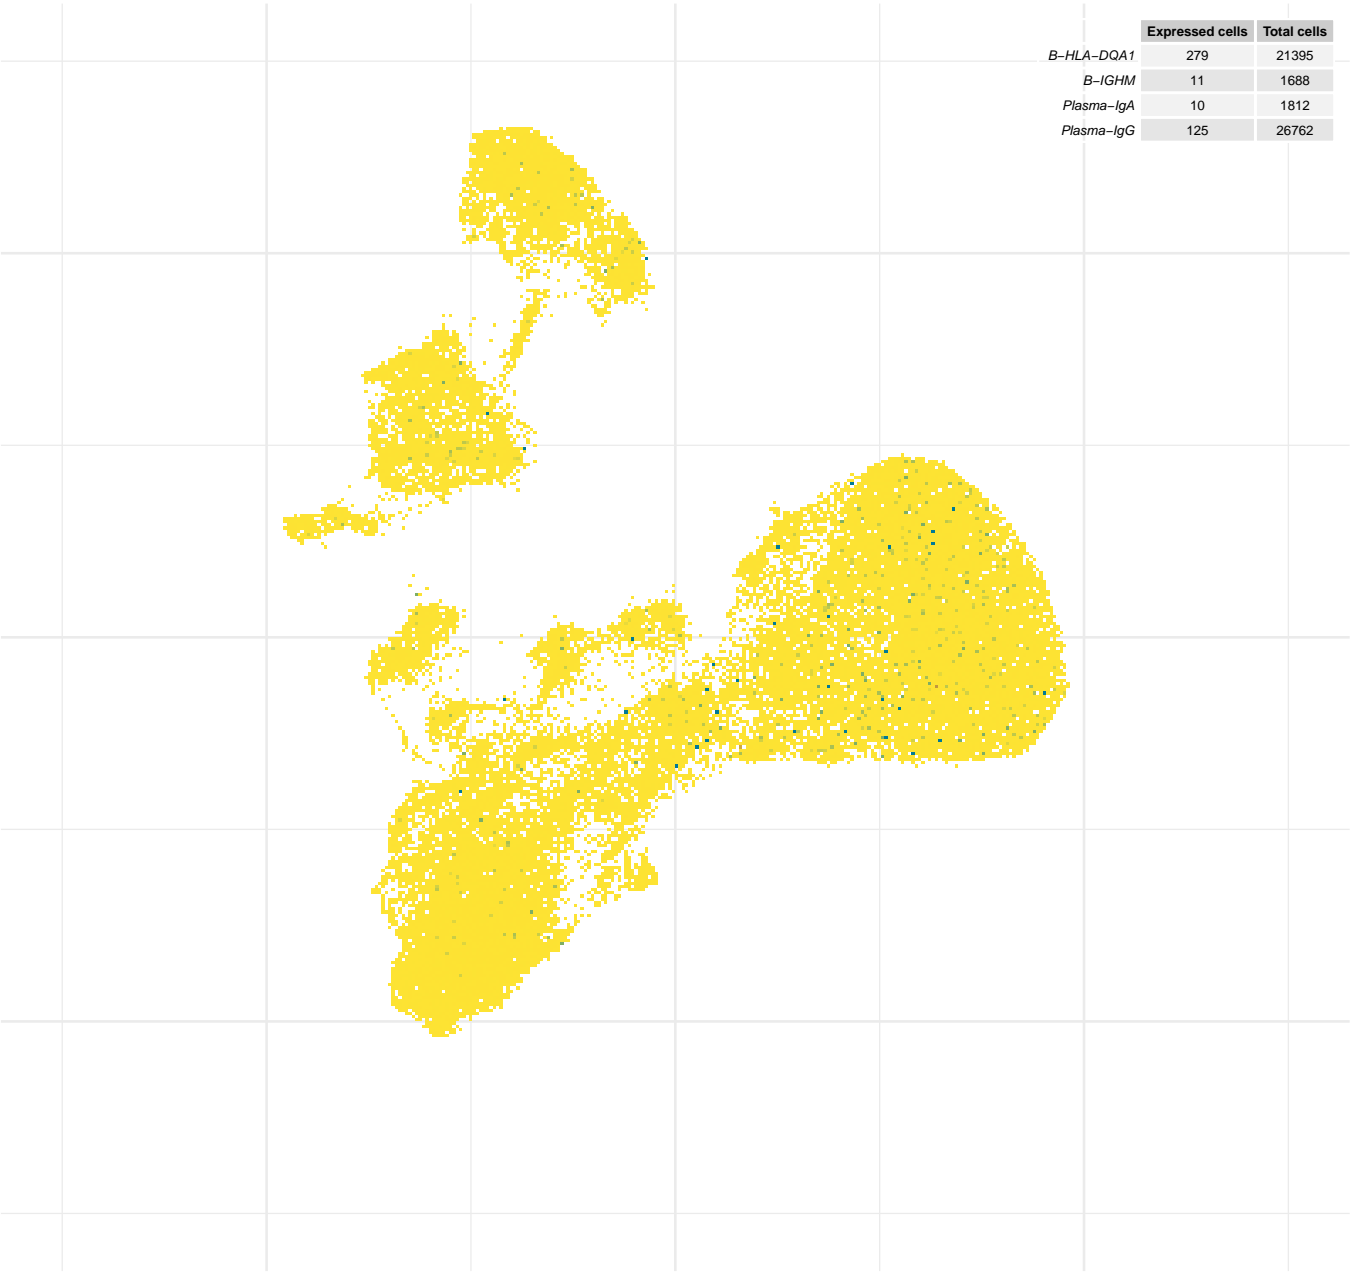 Expressed cells Total cells
B−HLA−DQA1 279 21395
B−IGHM 11 1688
Plasma−IgA 10 1812
Plasma−IgG 125 26762